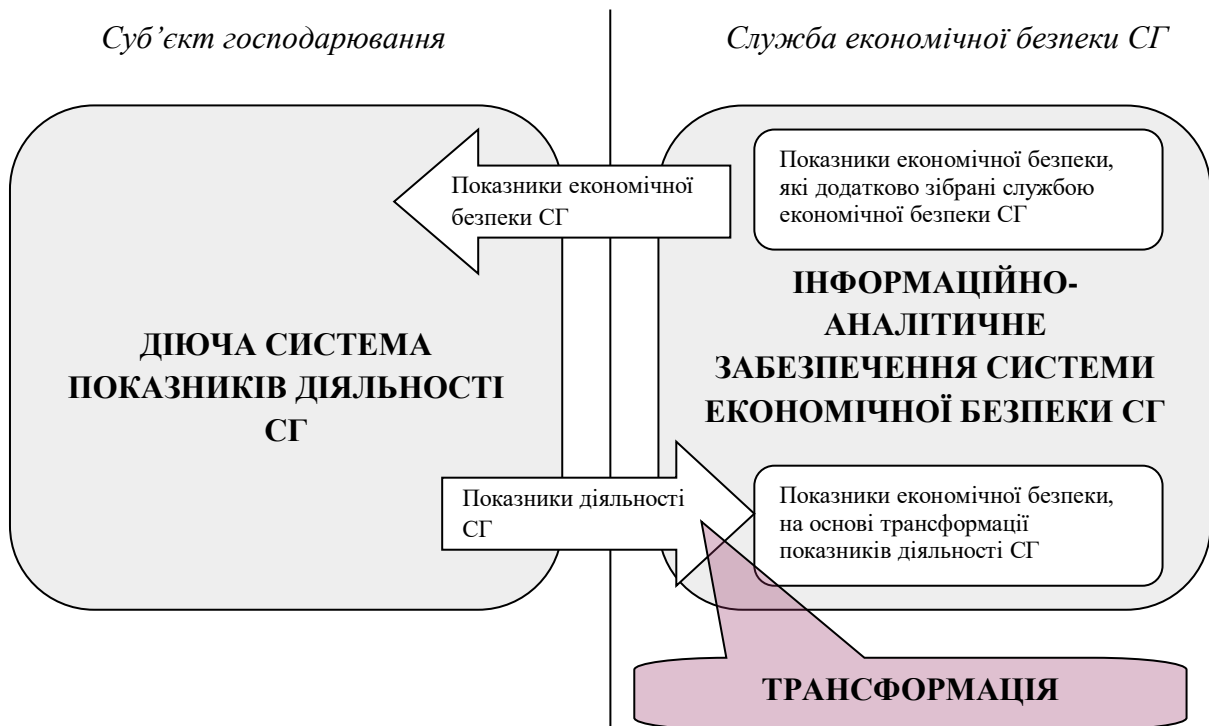 Суб’єкт господарювання
Служба економічної безпеки СГ
Показники економічної
безпеки СГ
Показники економічної безпеки,
які додатково зібрані службою
економічної безпеки СГ
ДІЮЧА СИСТЕМА
ПОКАЗНИКІВ ДІЯЛЬНОСТІ
СГ
ІНФОРМАЦІЙНО-
АНАЛІТИЧНЕ
ЗАБЕЗПЕЧЕННЯ СИСТЕМИ
ЕКОНОМІЧНОЇ БЕЗПЕКИ СГ
Показники діяльності
СГ
Показники економічної безпеки,
на основі трансформації
показників діяльності СГ
ТРАНСФОРМАЦІЯ